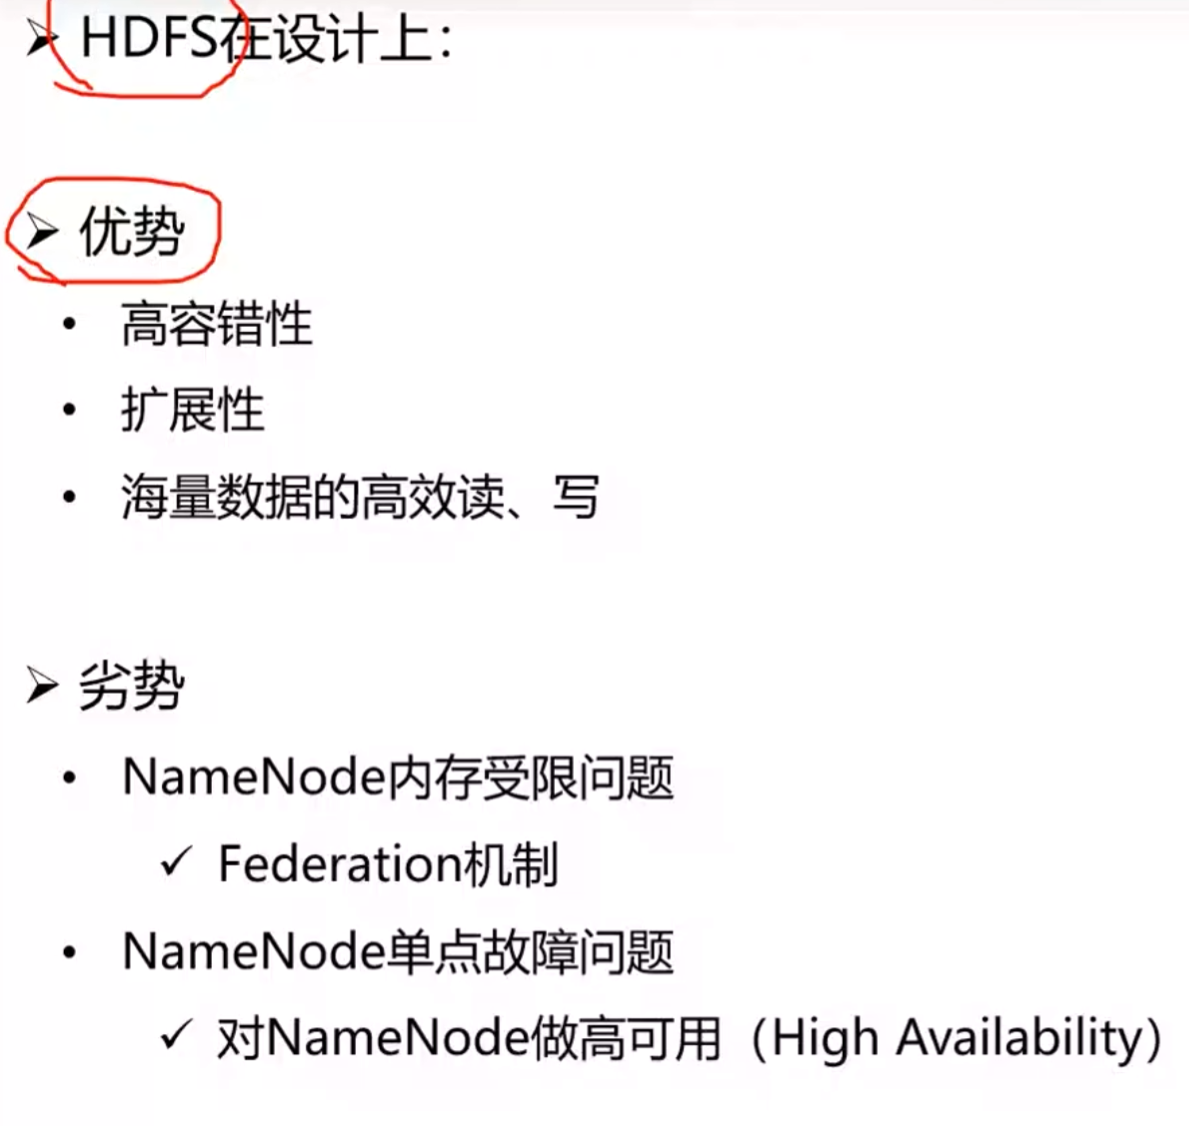 ➢ HDFS在设计上：
➢ 优势
• 高容错性
• 扩展性
• 海量数据的高效读、写
➢ 劣势
• NameNode内存受限问题
✓ Federation机制
• NameNode单点故障问题
✓ 对NameNode做高可用（High Availability）